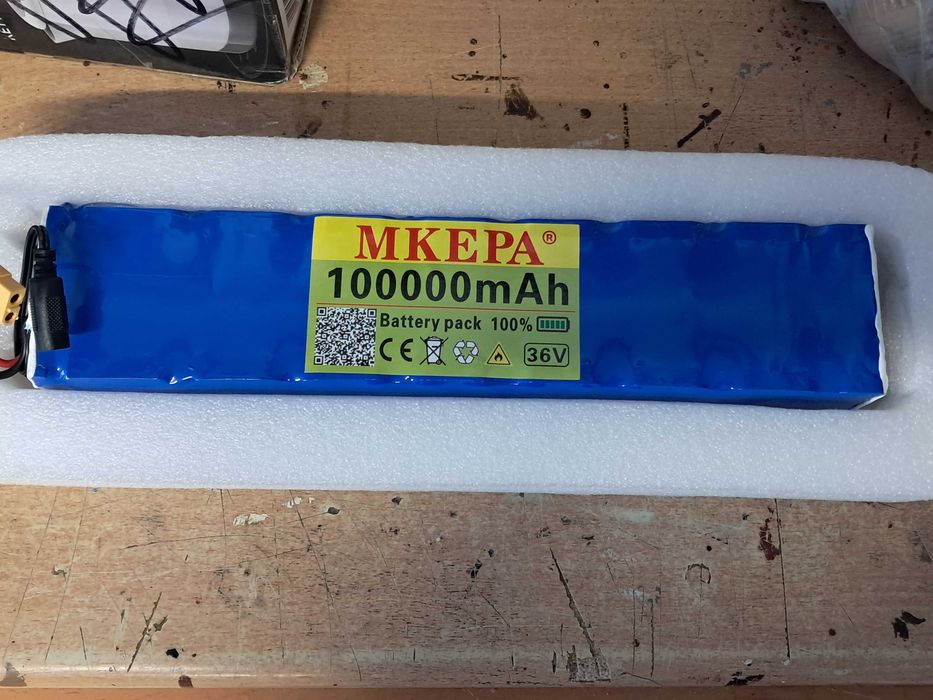 MKEPA®
100000mAh
Battery pack 100%
CE
36V